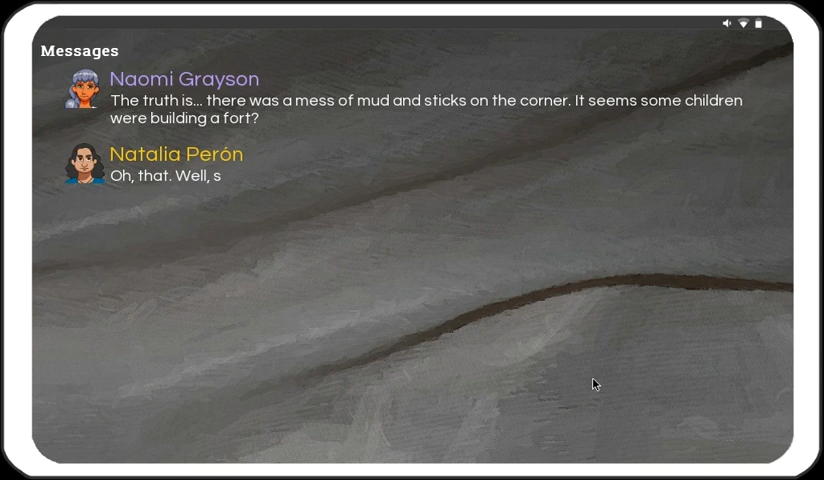 Messages
Naomi Grayson
The truth is... there was a mess of mud and sticks on the corner. It seems some children
were building a fort?
Natalia Perón
Oh, that. Well, s